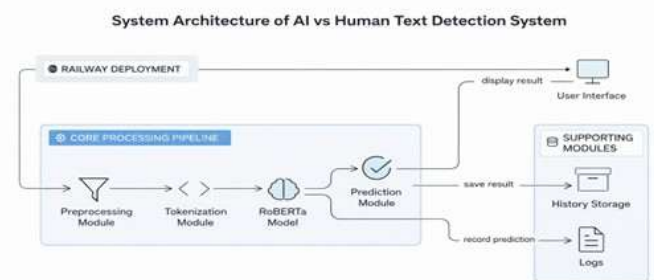 System Architecture of AI vs Human Text Detection System
RAILWAY DEPLOYMENT
display result
User Interface
CORE PROCESSING PIPELINE
SUPPORTING
MODULES
Preprocessing
Module
Tokenization
Module
RoBERTa
Model
Prediction
Module
save result
History Storage
record prediction
Logs